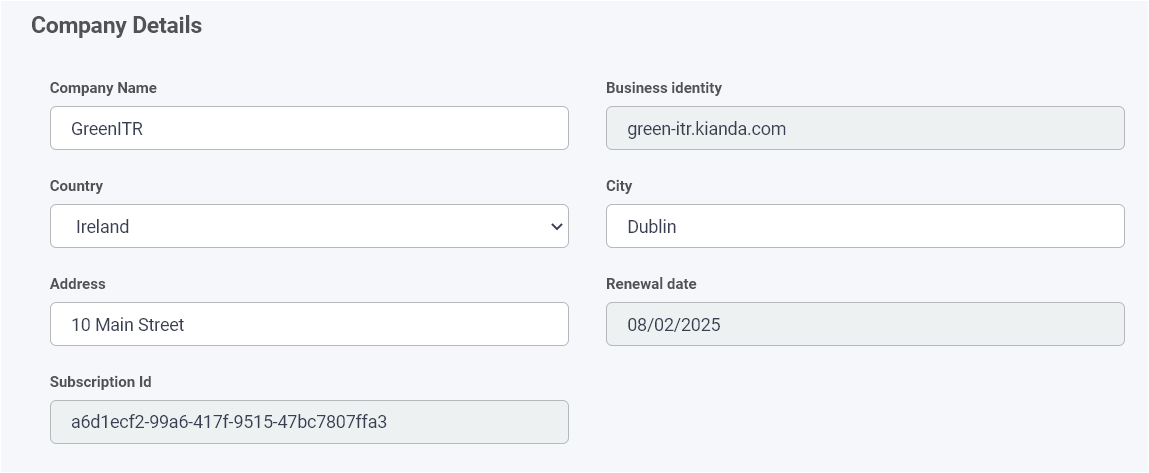 Company Details
Company Name
GreenITR
Business identity
green-itr.kianda.com
Country
Ireland
City
Dublin
Address
10 Main Street
Renewal date
08/02/2025
Subscription Id
a6d1ecf2-99a6-417f-9515-47bc7807ffa3